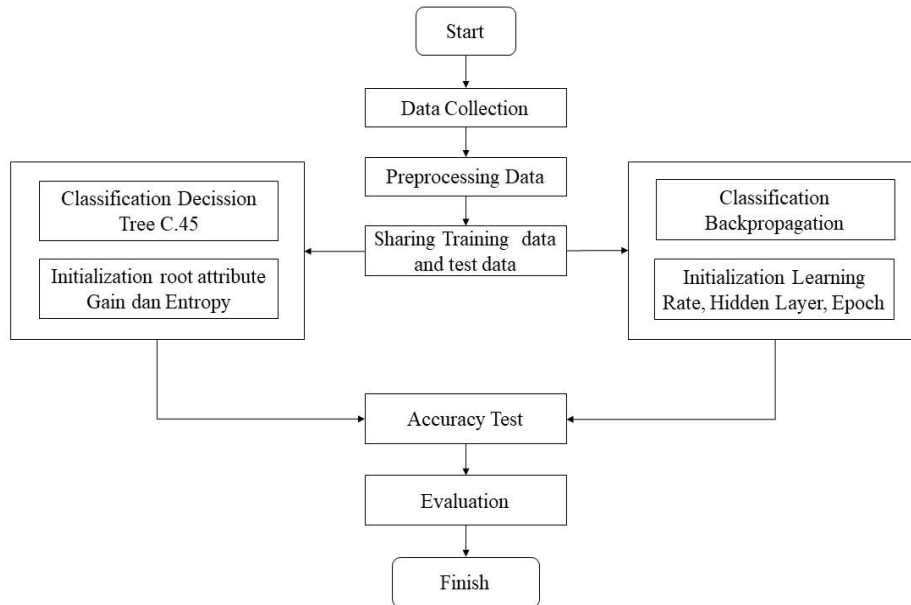 Start
Data Collection
Preprocessing Data
Sharing Training data
and test data
Classification Decission
Tree C.45
Initialization root attribute
Gain dan Entropy
Classification
Backpropagation
Initialization Learning
Rate, Hidden Layer, Epoch
Accuracy Test
Evaluation
Finish